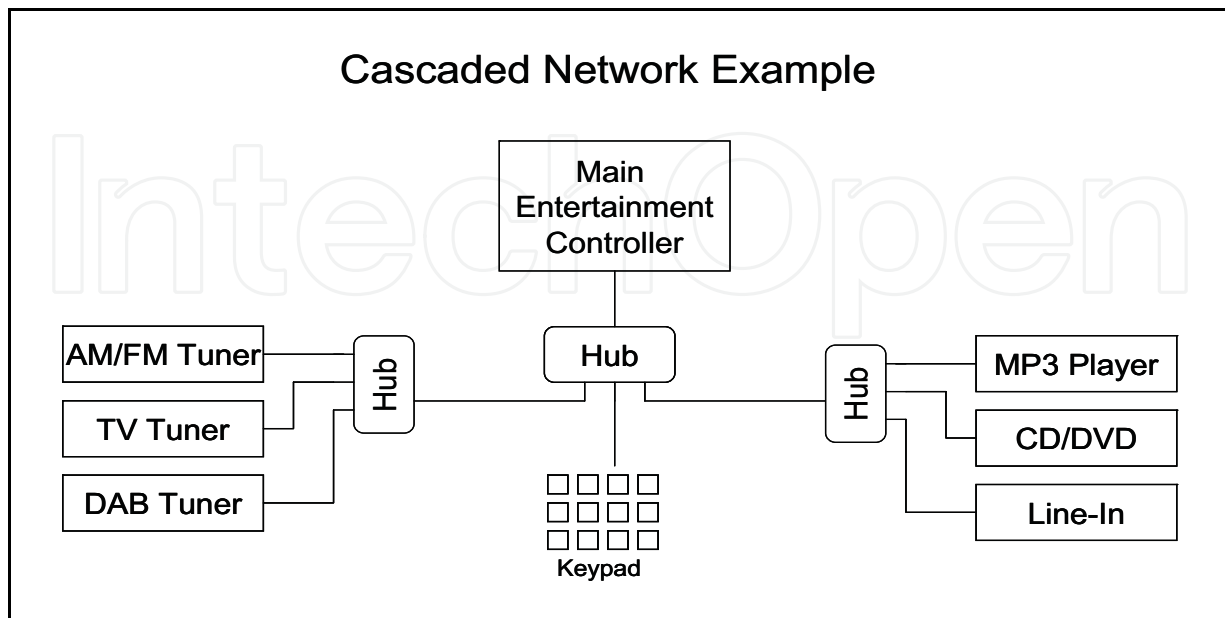 Cascaded Network Example
IntechOpen
Main
Entertainment
Controller
Hub
AM/FM Tuner
TV Tuner
DAB Tuner
Hub
Hub
MP3 Player
CD/DVD
Line-In
Keypad